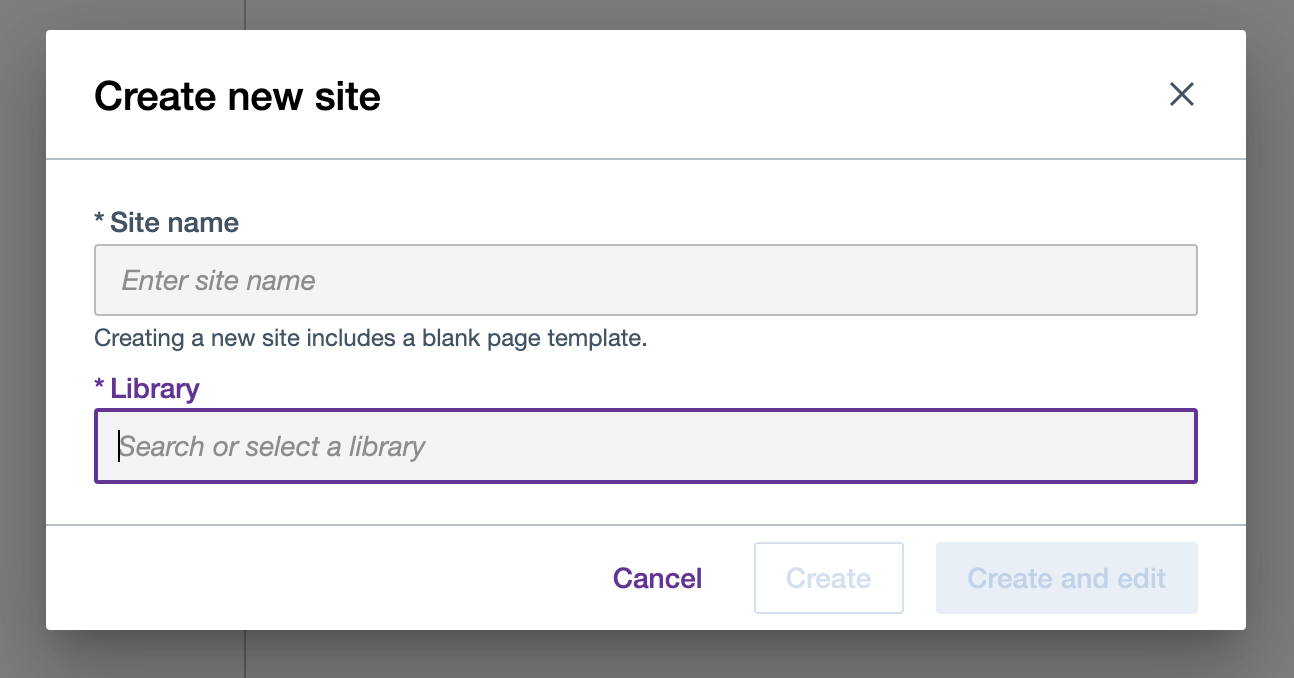 Create new site
* Site name
Enter site name
Creating a new site includes a blank page template.
* Library
Search or select a library
Cancel
Create
Create and edit